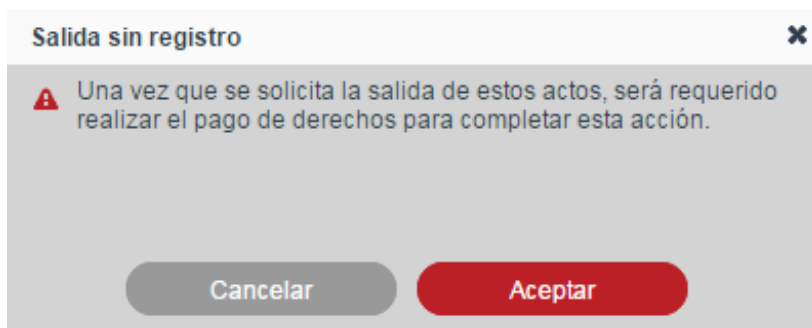 Salida sin registro
Una vez que se solicita la salida de estos actos, será requerido
realizar el pago de derechos para completar esta acción.
Cancelar
Aceptar